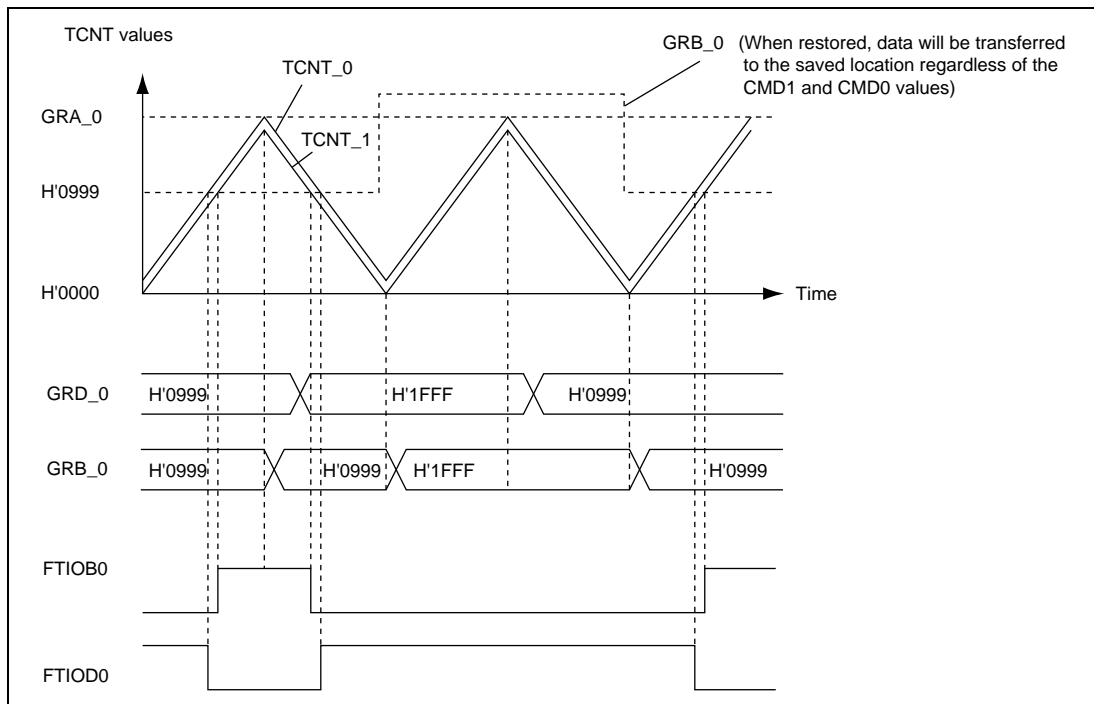 TCNT values
GRB_0 (When restored, data will be transferred
to the saved location regardless of the
CMD1 and CMD0 values)
TCNT_0
GRA_0
TCNT_1
H'0999
H'0000
Time
GRD_0
H'0999
H'1FFF
H'0999
GRB_0
H'0999
H'0999
H'1FFF
H'0999
FTIOB0
FTIOD0